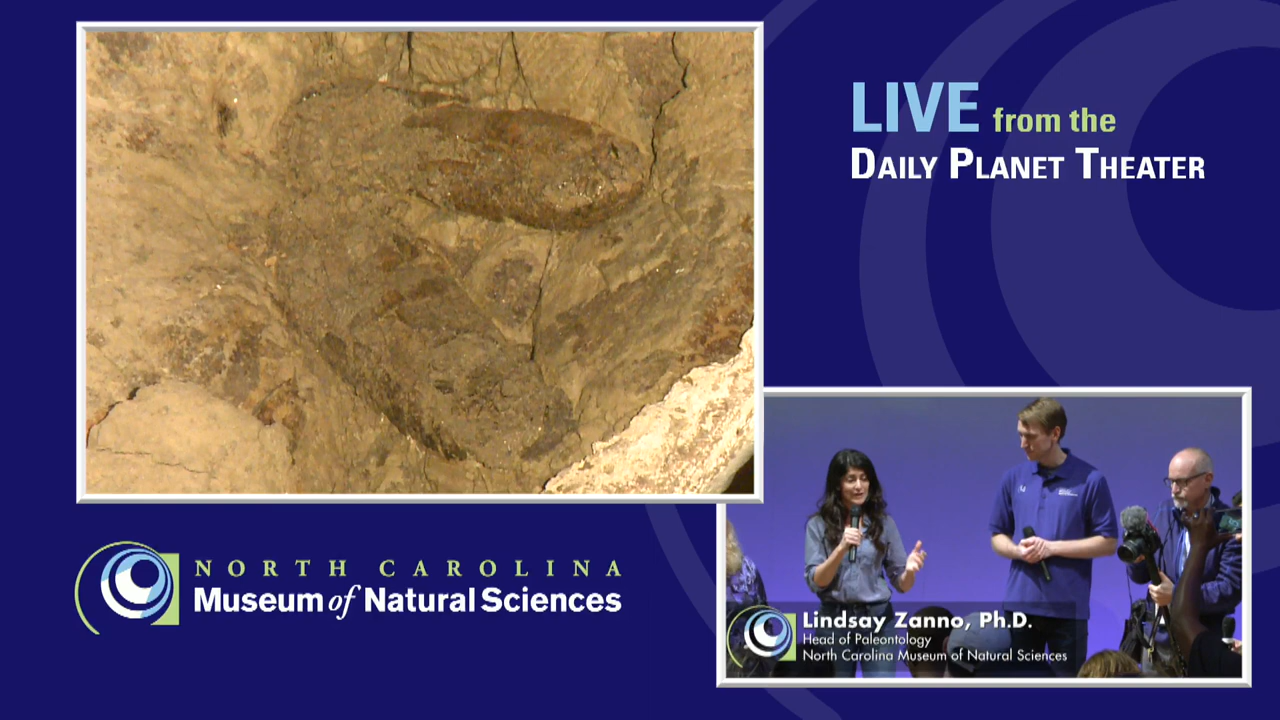 LIVE from the
DAILY PLANET THEATER
NORTH CAROLINA
Museum of Natural Sciences
Lindsay Zanno, Ph.D.
Head of Paleontology
North Carolina Museum of Natural Sciences